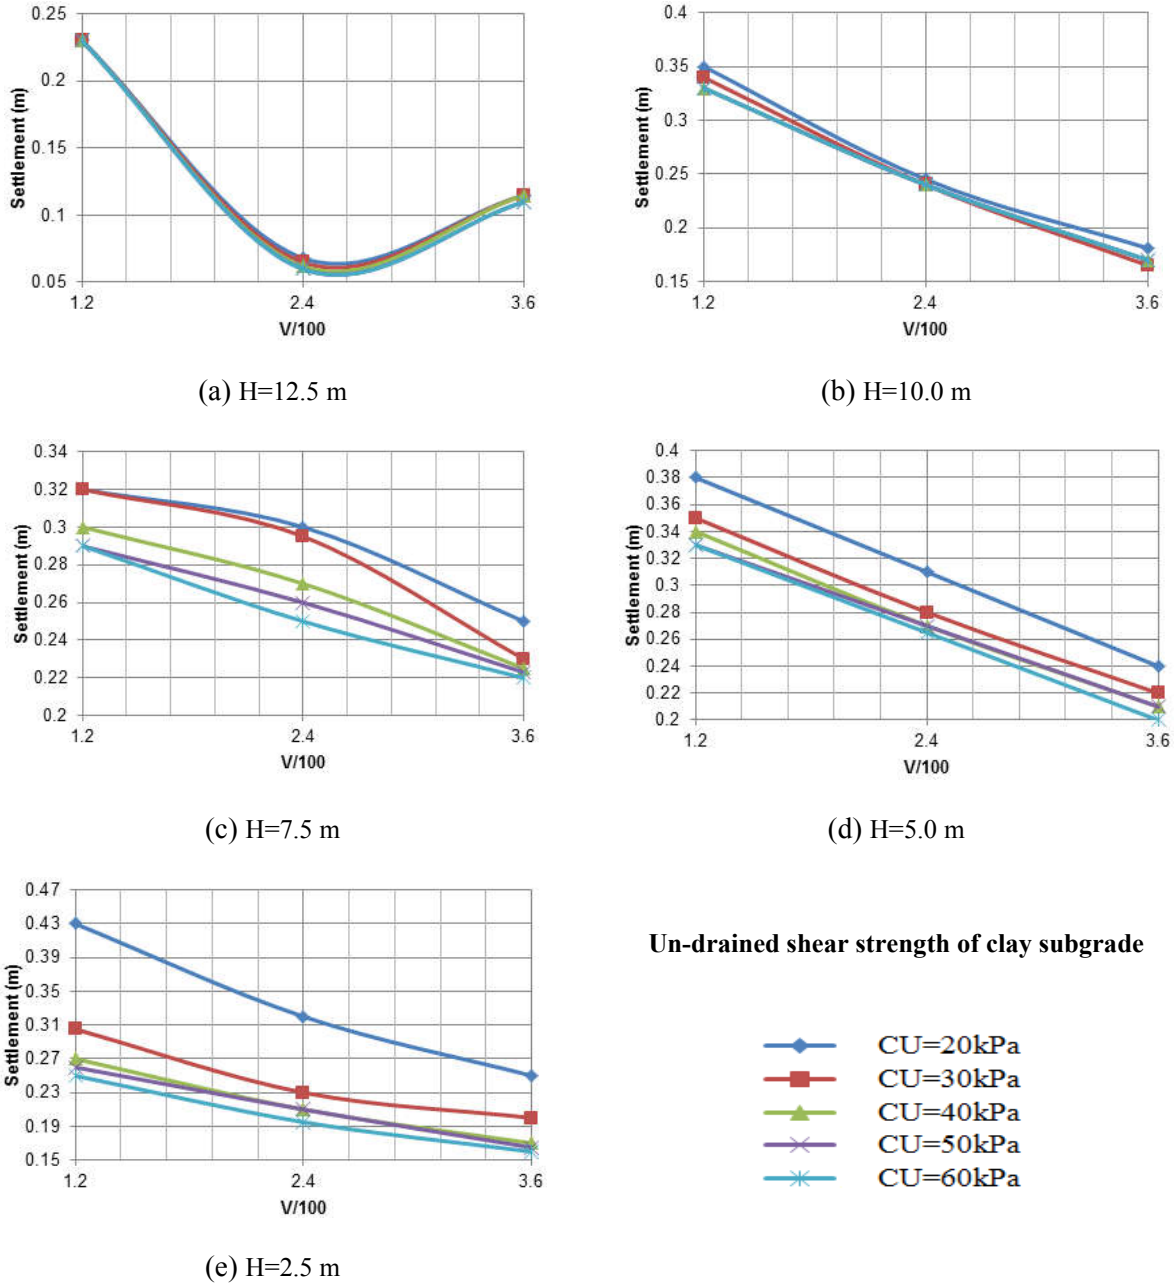 0.25
0.2
0.15
0.1
0.05
Settlement (m)
1.2 2.4 3.6
V/100
(a) H=12.5 m
0.4
0.35
0.3
0.25
0.2
0.15
Settlement (m)
1.2 2.4 3.6
V/100
(b) H=10.0 m
0.34
0.32
0.3
0.28
0.26
0.24
0.22
0.2
Settlement (m)
1.2 2.4 3.6
V/100
(c) H=7.5 m
0.4
0.38
0.36
0.34
0.32
0.3
0.28
0.26
0.24
0.22
0.2
Settlement (m)
1.2 2.4 3.6
V/100
(d) H=5.0 m
0.47
0.43
0.39
0.35
0.31
0.27
0.23
0.19
0.15
Settlement (m)
1.2 2.4 3.6
V/100
(e) H=2.5 m
Un-drained shear strength of clay subgrade
CU=20kPa
CU=30kPa
CU=40kPa
CU=50kPa
CU=60kPa